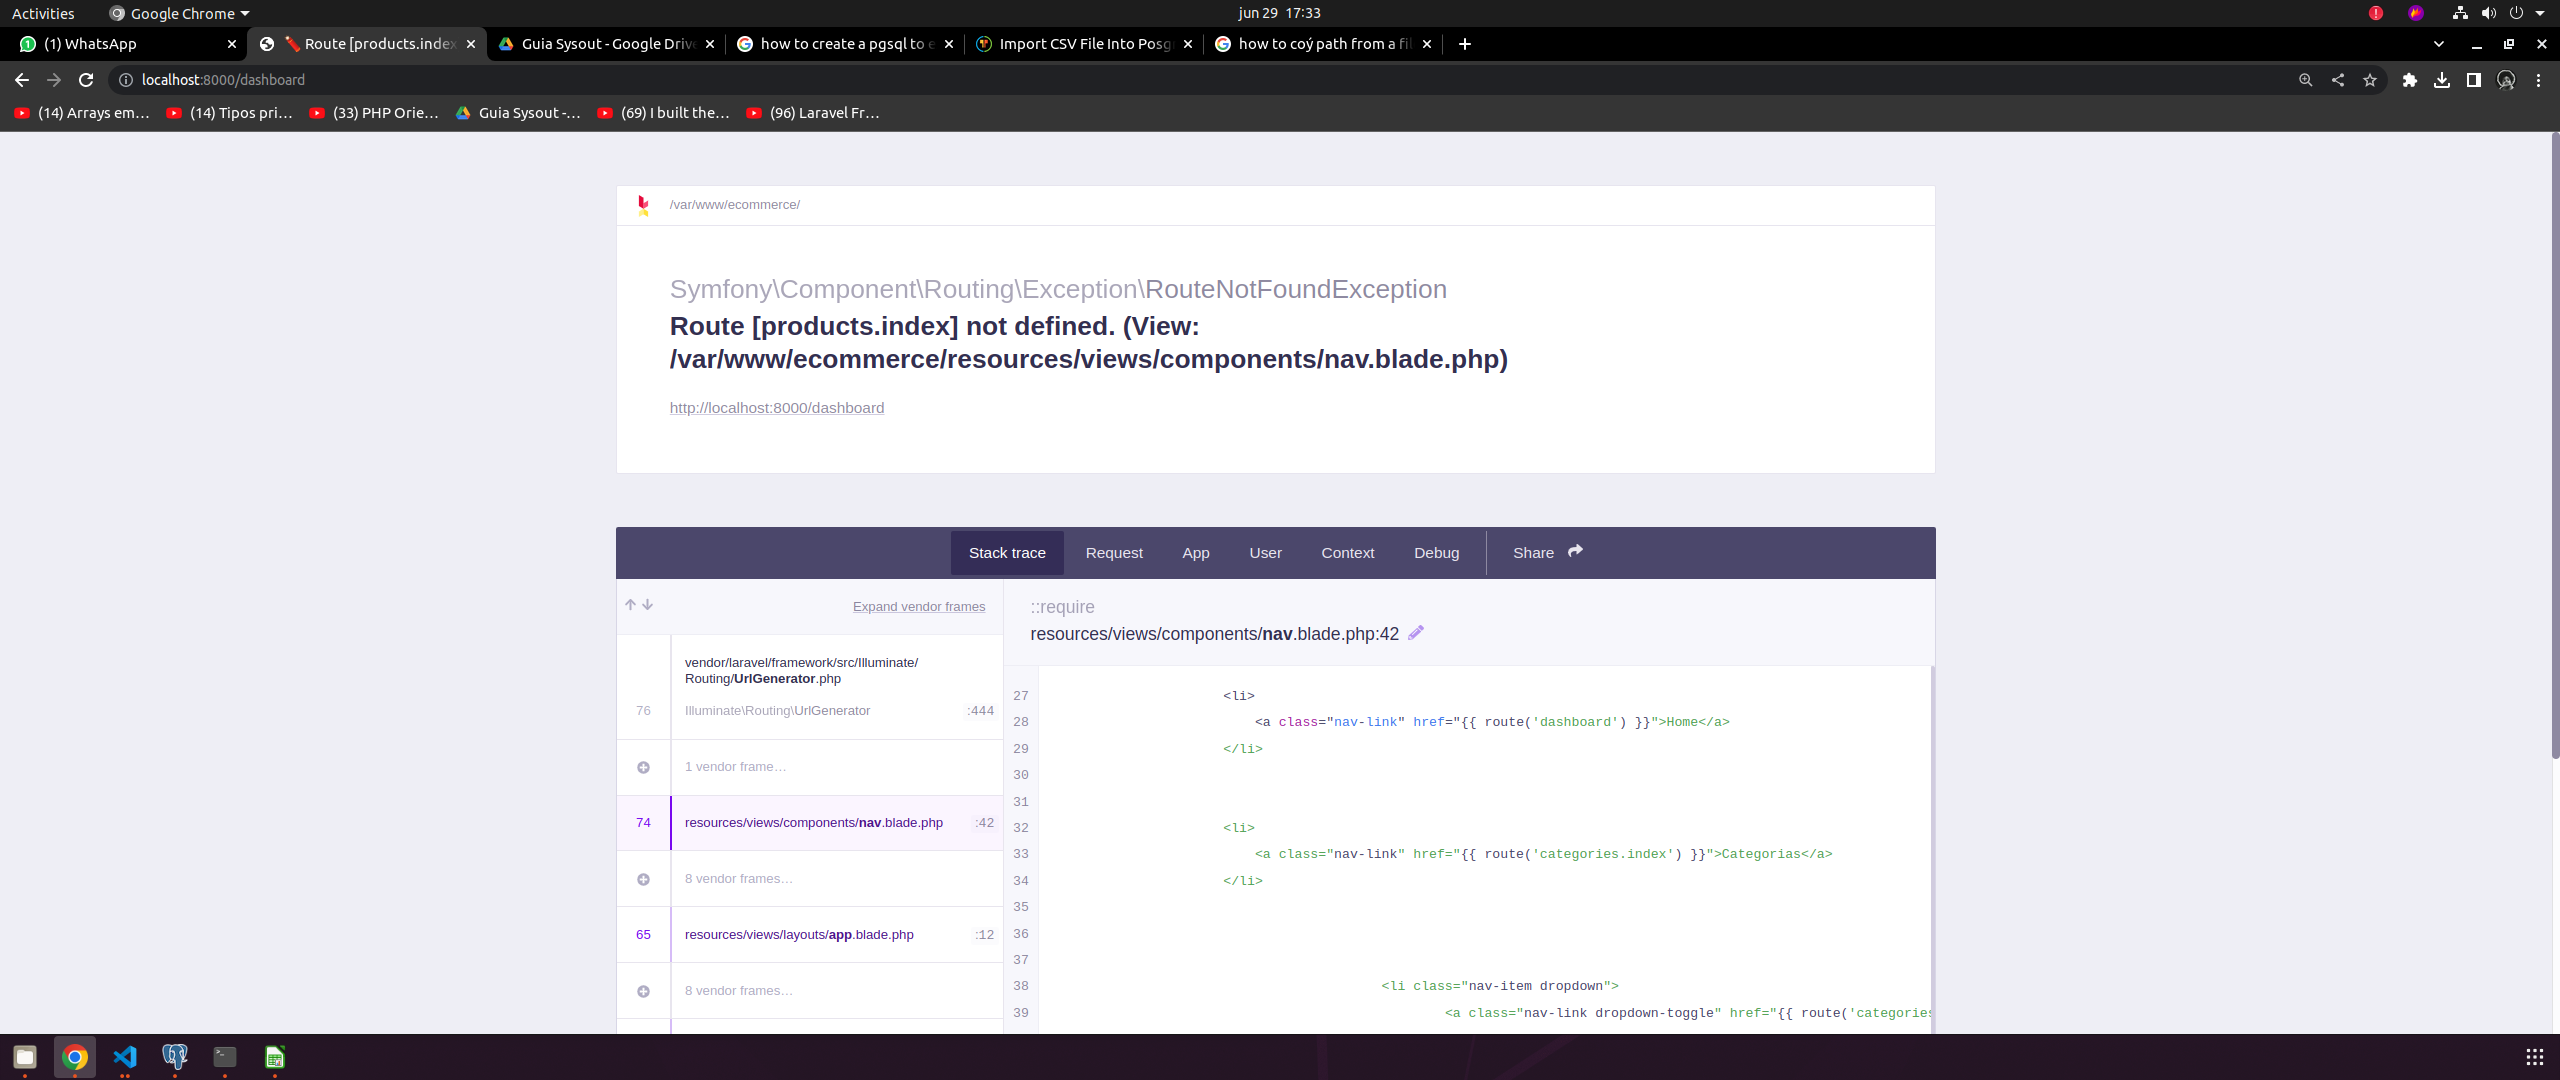 Activities
Google Chrome
jun 29 17:33
(1) WhatsApp
Route [products.index
Guia Sysout - Google Drive
how to create a pgsql to e
Import CSV File Into Posgr
how to coý path from a fil
localhost:8000/dashboard
(14) Arrays em...
(14) Tipos pri...
(33) PHP Orie...
Guia Sysout -...
(69) I built the...
(96) Laravel Fr...
/var/www/ecommerce/
Symfony\Component\Routing\Exception\RouteNotFoundException
Route [products.index] not defined. (View:
/var/www/ecommerce/resources/views/components/nav.blade.php)
http://localhost:8000/dashboard
Stack trace
Request
App
User
Context
Debug
Share
Expand vendor frames
vendor/laravel/framework/src/Illuminate/
Routing/UrlGenerator.php
76 Illuminate\Routing\UrlGenerator :444
1 vendor frame…
74 resources/views/components/nav.blade.php :42
8 vendor frames…
65 resources/views/layouts/app.blade.php :12
8 vendor frames…
::require
resources/views/components/nav.blade.php:42
27 <li>
28 <a class="nav-link" href="{{ route('dashboard') }}">Home</a>
29 </li>
30
31
32 <li>
33 <a class="nav-link" href="{{ route('categories.index') }}">Categorias</a>
34 </li>
35
36
37
38 <li class="nav-item dropdown">
39 <a class="nav-link dropdown-toggle" href="{{ route('categories